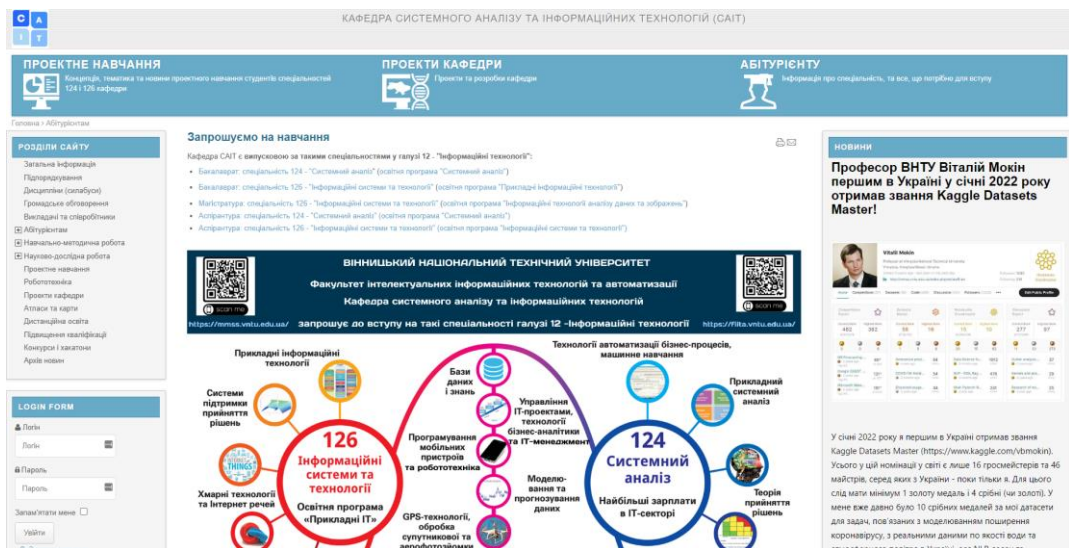 С А
І Т
КАФЕДРА СИСТЕМНОГО АНАЛІЗУ ТА ІНФОРМАЦІЙНИХ ТЕХНОЛОГІЙ (САІТ)
ПРОЕКТНЕ НАВЧАННЯ
Концепція, тематика та новини проектного навчання студентів спеціальностей
124 і 126 кафедри
ПРОЕКТИ КАФЕДРИ
Проекти та розробки кафедри
АБІТУРІЄНТУ
Інформація про спеціальність, та все, що потрібно для вступу
Головна › Абітурієнтам
РОЗДІЛИ САЙТУ
Загальна інформація
Підпорядкування
Дисципліни (силабуси)
Громадське обговорення
Викладачі та співробітники
Абітурієнтам
Навчально-методична робота
Науково-дослідна робота
Проектне навчання
Робототехніка
Проекти кафедри
Атласи та карти
Дистанційна освіта
Підвищення кваліфікації
Конкурси і хакатони
Архів новин
LOGIN FORM
Логін
Логін
Пароль
Пароль
Запам'ятати мене
Увійти
Запрошуємо на навчання
Кафедра САІТ є випусковою за такими спеціальностями у галузі 12 - "Інформаційні технології":
Бакалаврат: спеціальність 124 - "Системний аналіз" (освітня програма "Системний аналіз")
Бакалаврат: спеціальність 126 - "Інформаційні системи та технології" (освітня програма "Прикладні інформаційні технології")
Магістратура: спеціальність 126 - "Інформаційні системи та технології" (освітня програма "Інформаційні технології аналізу даних та зображень")
Аспірантура: спеціальність 124 - "Системний аналіз" (освітня програма "Системний аналіз")
Аспірантура: спеціальність 126 - "Інформаційні системи та технології" (освітня програма "Інформаційні системи та технології")
ВІННИЦЬКИЙ НАЦІОНАЛЬНИЙ ТЕХНІЧНИЙ УНІВЕРСИТЕТ
Факультет інтелектуальних інформаційних технологій та автоматизації
Кафедра системного аналізу та інформаційних технологій
scan me
scan me
https://mmss.vntu.edu.ua/ запрошує до вступу на такі спеціальності галузі 12 -Інформаційні технології https://fiita.vntu.edu.ua/
Прикладні інформаційні
технології
Системи
підтримки
прийняття
рішень
INTERNET
THINGS
Хмарні технології
та Інтернет речей
126
Інформаційні
системи та
технології
Освітня програма
«Прикладні ІТ»
Бази
даних
і знань
Програмування
мобільних
пристроїв
та робототехніка
GPS-технології,
обробка
супутникової та
аерофотозйомки
Технології автоматизації бізнес-процесів,
машинне навчання
Управління
ІТ-проектами,
технології
бізнес-аналітики
та ІТ-менеджмент
Моделю-
вання та
прогнозування
даних
124
Системний
аналіз
Найбільші зарплати
в ІТ-секторі
Прикладний
системний
аналіз
Теорія
прийняття
рішень
НОВИНИ
Професор ВНТУ Віталій Мокін
першим в Україні у січні 2022 року
отримав звання Kaggle Datasets
Master!
Vitalii Mokin
У січні 2022 року я першим в Україні отримав звання
Kaggle Datasets Master (https://www.kaggle.com/vbmokin).
Усього у цій номінації у світі є лише 16 гросмейстерів та 46
майстрів, серед яких з України - поки тільки я. Для цього
слід мати мінімум 1 золоту медаль і 4 срібні (чи золоті). У
мене вже давно було 10 срібних медалей за мої датасети
для задач, пов'язаних з моделюванням поширення
коронавірусу, з реальними даними по якості води та